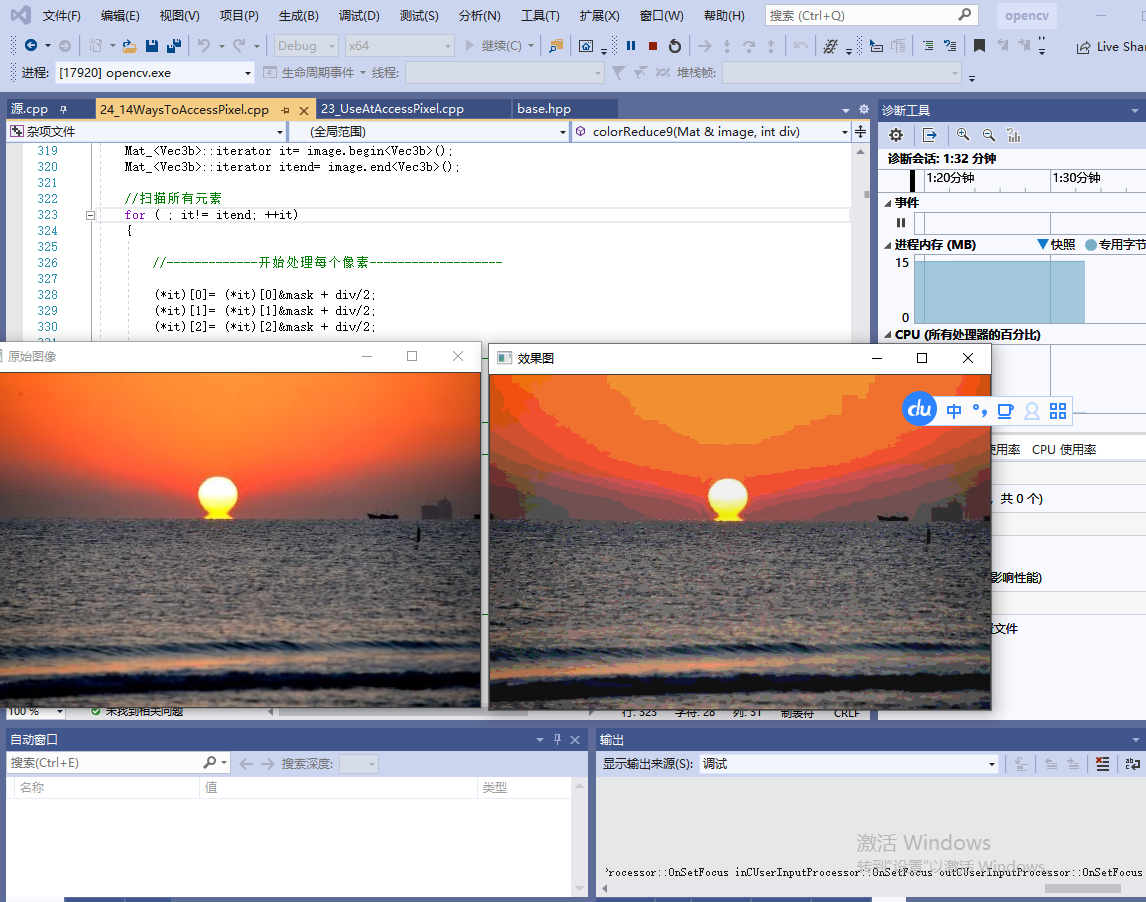 文件(F) 编辑(E) 视图(V) 项目(P) 生成(B) 调试(D) 测试(S) 分析(N) 工具(T) 扩展(X) 窗口(W) 帮助(H) 搜索 (Ctrl+Q) opencv
Debug x64 继续(C) Live Shar
进程: [17920] opencv.exe 生命周期事件 线程: 堆栈帧:
源.cpp 24_14WaysToAccessPixel.cpp 23_UseAtAccessPixel.cpp base.hpp
杂项文件 (全局范围) colorReduce9(Mat & image, int div)
319 Mat_<Vec3b>::iterator it= image.begin<Vec3b>();
320 Mat_<Vec3b>::iterator itend= image.end<Vec3b>();
321
322 //扫描所有元素
323 for ( ; it!= itend; ++it)
324 {
325
326 //-------------开始处理每个像素-------------------
327
328 (*it)[0]= (*it)[0]&mask + div/2;
329 (*it)[1]= (*it)[1]&mask + div/2;
330 (*it)[2]= (*it)[2]&mask + div/2;
诊断工具
诊断会话: 1:32 分钟
1:20分钟 1:30分钟
事件
进程内存 (MB) 快照 专用字节
15
0
CPU (所有处理器的百分比)
原始图像
效果图
du 中
使用率 CPU 使用率
, 共 0 个)
影响性能)
文件
100 % 未找到相关问题 行: 323 字符: 28 列: 31 制表符 CRLF
自动窗口
搜索(Ctrl+E) 搜索深度:
名称 值 类型
输出
显示输出来源(S): 调试
激活 Windows
转到"设置"以激活 Windows
rocessor::OnSetFocus inCUserInputProcessor::OnSetFocus outCUserInputProcessor::OnSetFocus